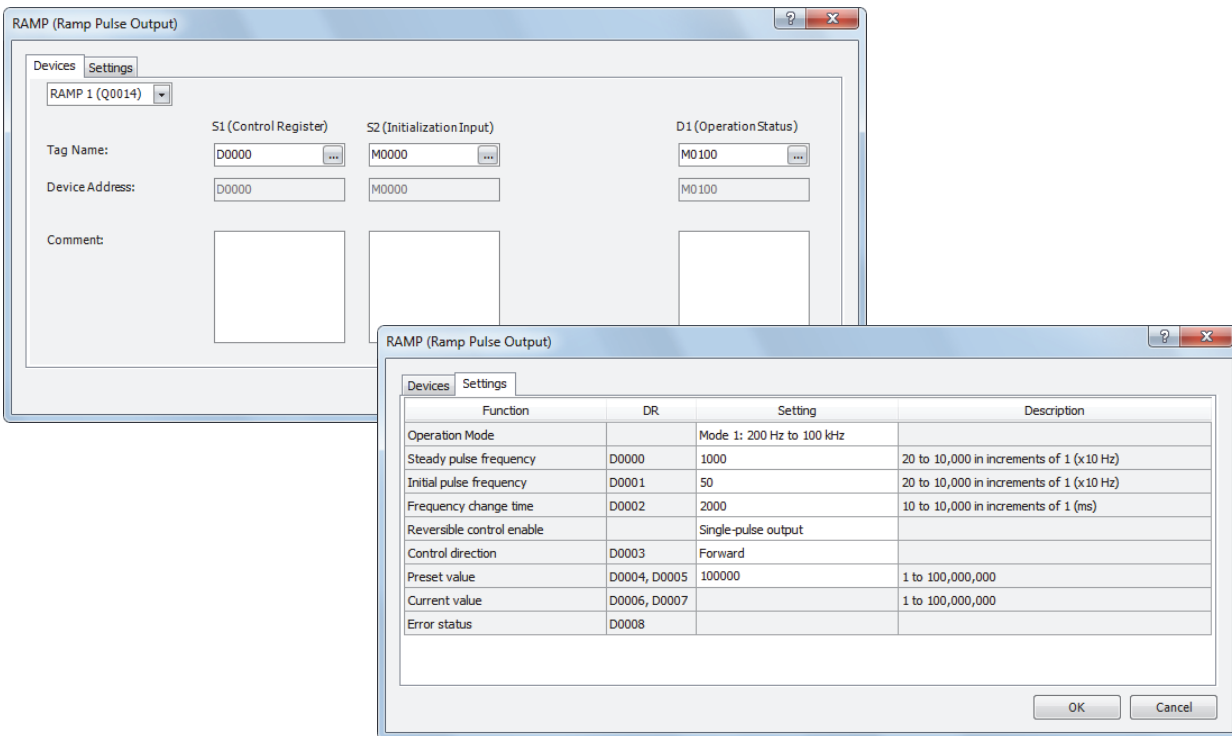 RAMP (Ramp Pulse Output)
Devices Settings
RAMP 1 (Q0014)
S1 (Control Register) S2 (Initialization Input) D1 (Operation Status)
Tag Name: D0000 ... M0000 ... M0100 ...
Device Address: D0000 M0000 M0100
Comment:
RAMP (Ramp Pulse Output)
Devices Settings
Function DR Setting Description
Operation Mode Mode 1: 200 Hz to 100 kHz
Steady pulse frequency D0000 1000 20 to 10,000 in increments of 1 (x10 Hz)
Initial pulse frequency D0001 50 20 to 10,000 in increments of 1 (x10 Hz)
Frequency change time D0002 2000 10 to 10,000 in increments of 1 (ms)
Reversible control enable Single-pulse output
Control direction D0003 Forward
Preset value D0004, D0005 100000 1 to 100,000,000
Current value D0006, D0007 1 to 100,000,000
Error status D0008
OK Cancel